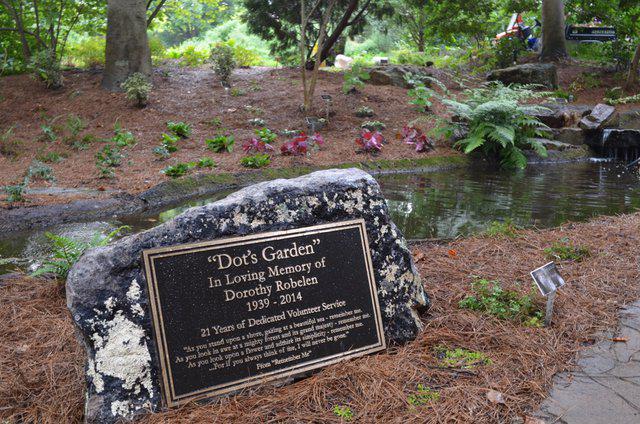 "Dot's Garden"
In Loving Memory of
Dorothy Robelen
1939 - 2014
21 Years of Dedicated Volunteer Service
"As you stand upon a shore, gazing at a beautiful sea - remember me.
As you look in awe at a mighty forest and its grand majesty - remember me.
As you look upon a flower and admire its simplicity - remember me.
...For if you always think of me, I will never be gone."
From "Remember Me"